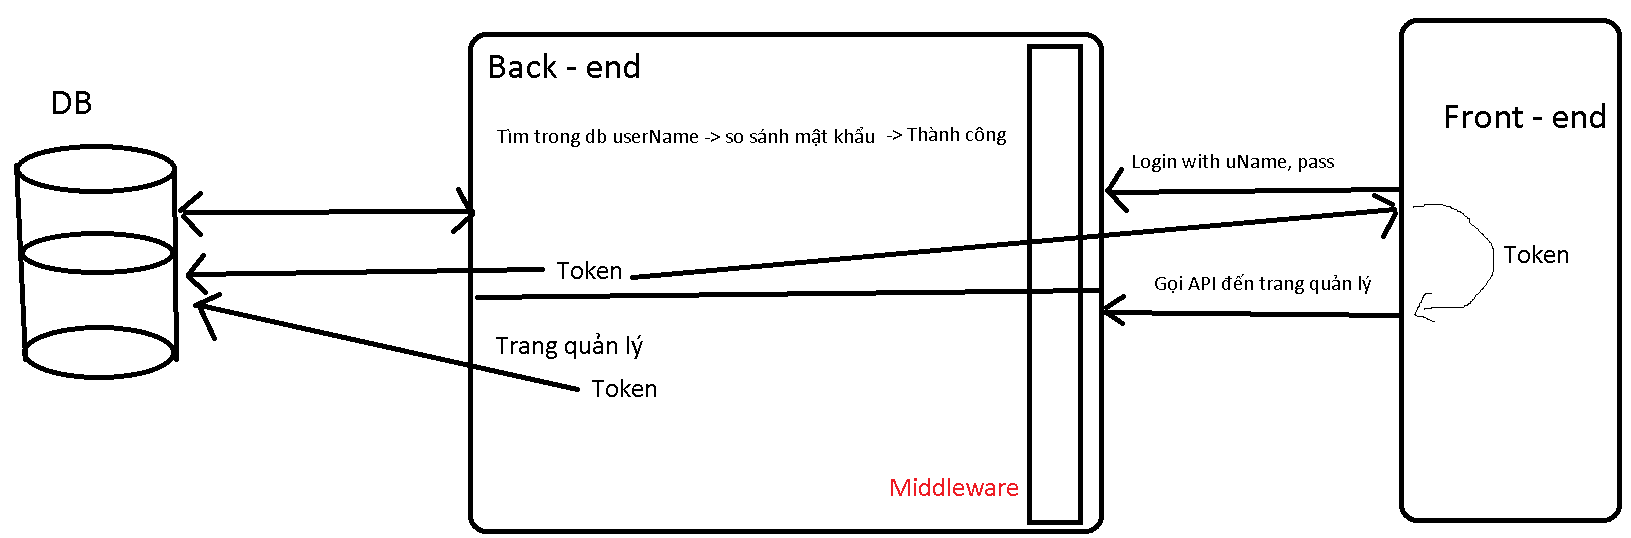 DB
Back - end
Tìm trong db userName -> so sánh mật khẩu -> Thành công
Token
Trang quản lý
Token
Middleware
Login with uName, pass
Gọi API đến trang quản lý
Front - end
Token